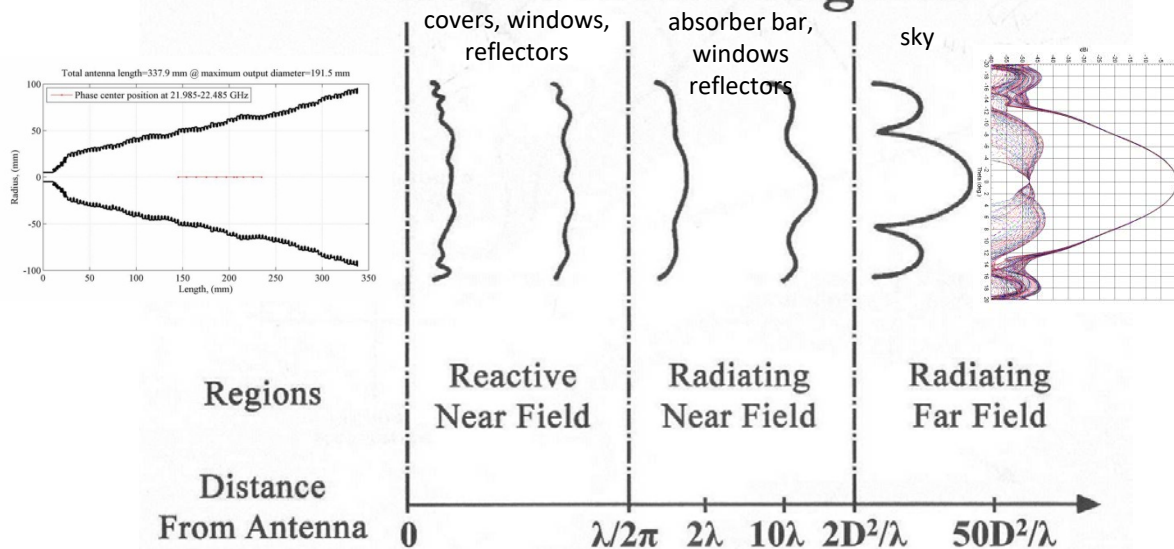 covers, windows,
reflectors
absorber bar,
windows
reflectors
sky
Total antenna length=337.9 mm @ maximum output diameter=191.5 mm
Phase center position at 21.985-22.485 GHz
Radius, (mm)
100
50
0
-50
-100
0 50 100 150 200 250 300 350
Length, (mm)
Theta (deg)
Regions
Reactive
Near Field
Radiating
Near Field
Radiating
Far Field
Distance
From Antenna
0 λ/2π 2λ 10λ 2D²/λ 50D²/λ